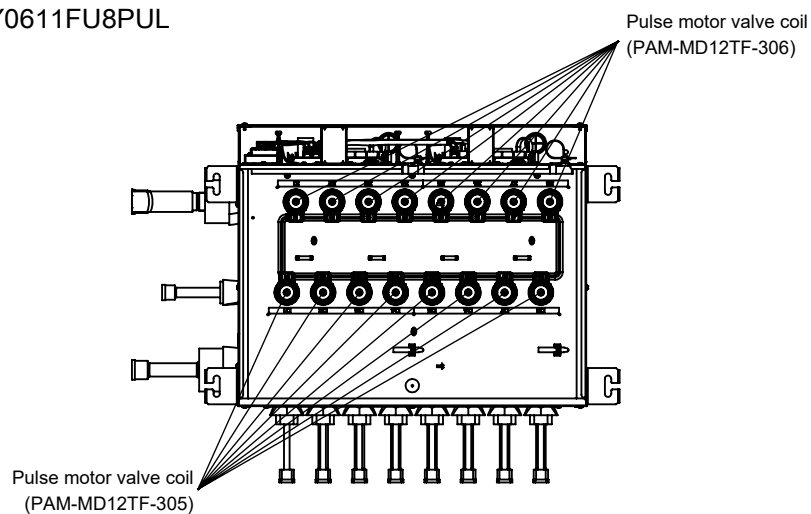 Y0611FU8PUL
Pulse motor valve coil
(PAM-MD12TF-306)
Pulse motor valve coil
(PAM-MD12TF-305)